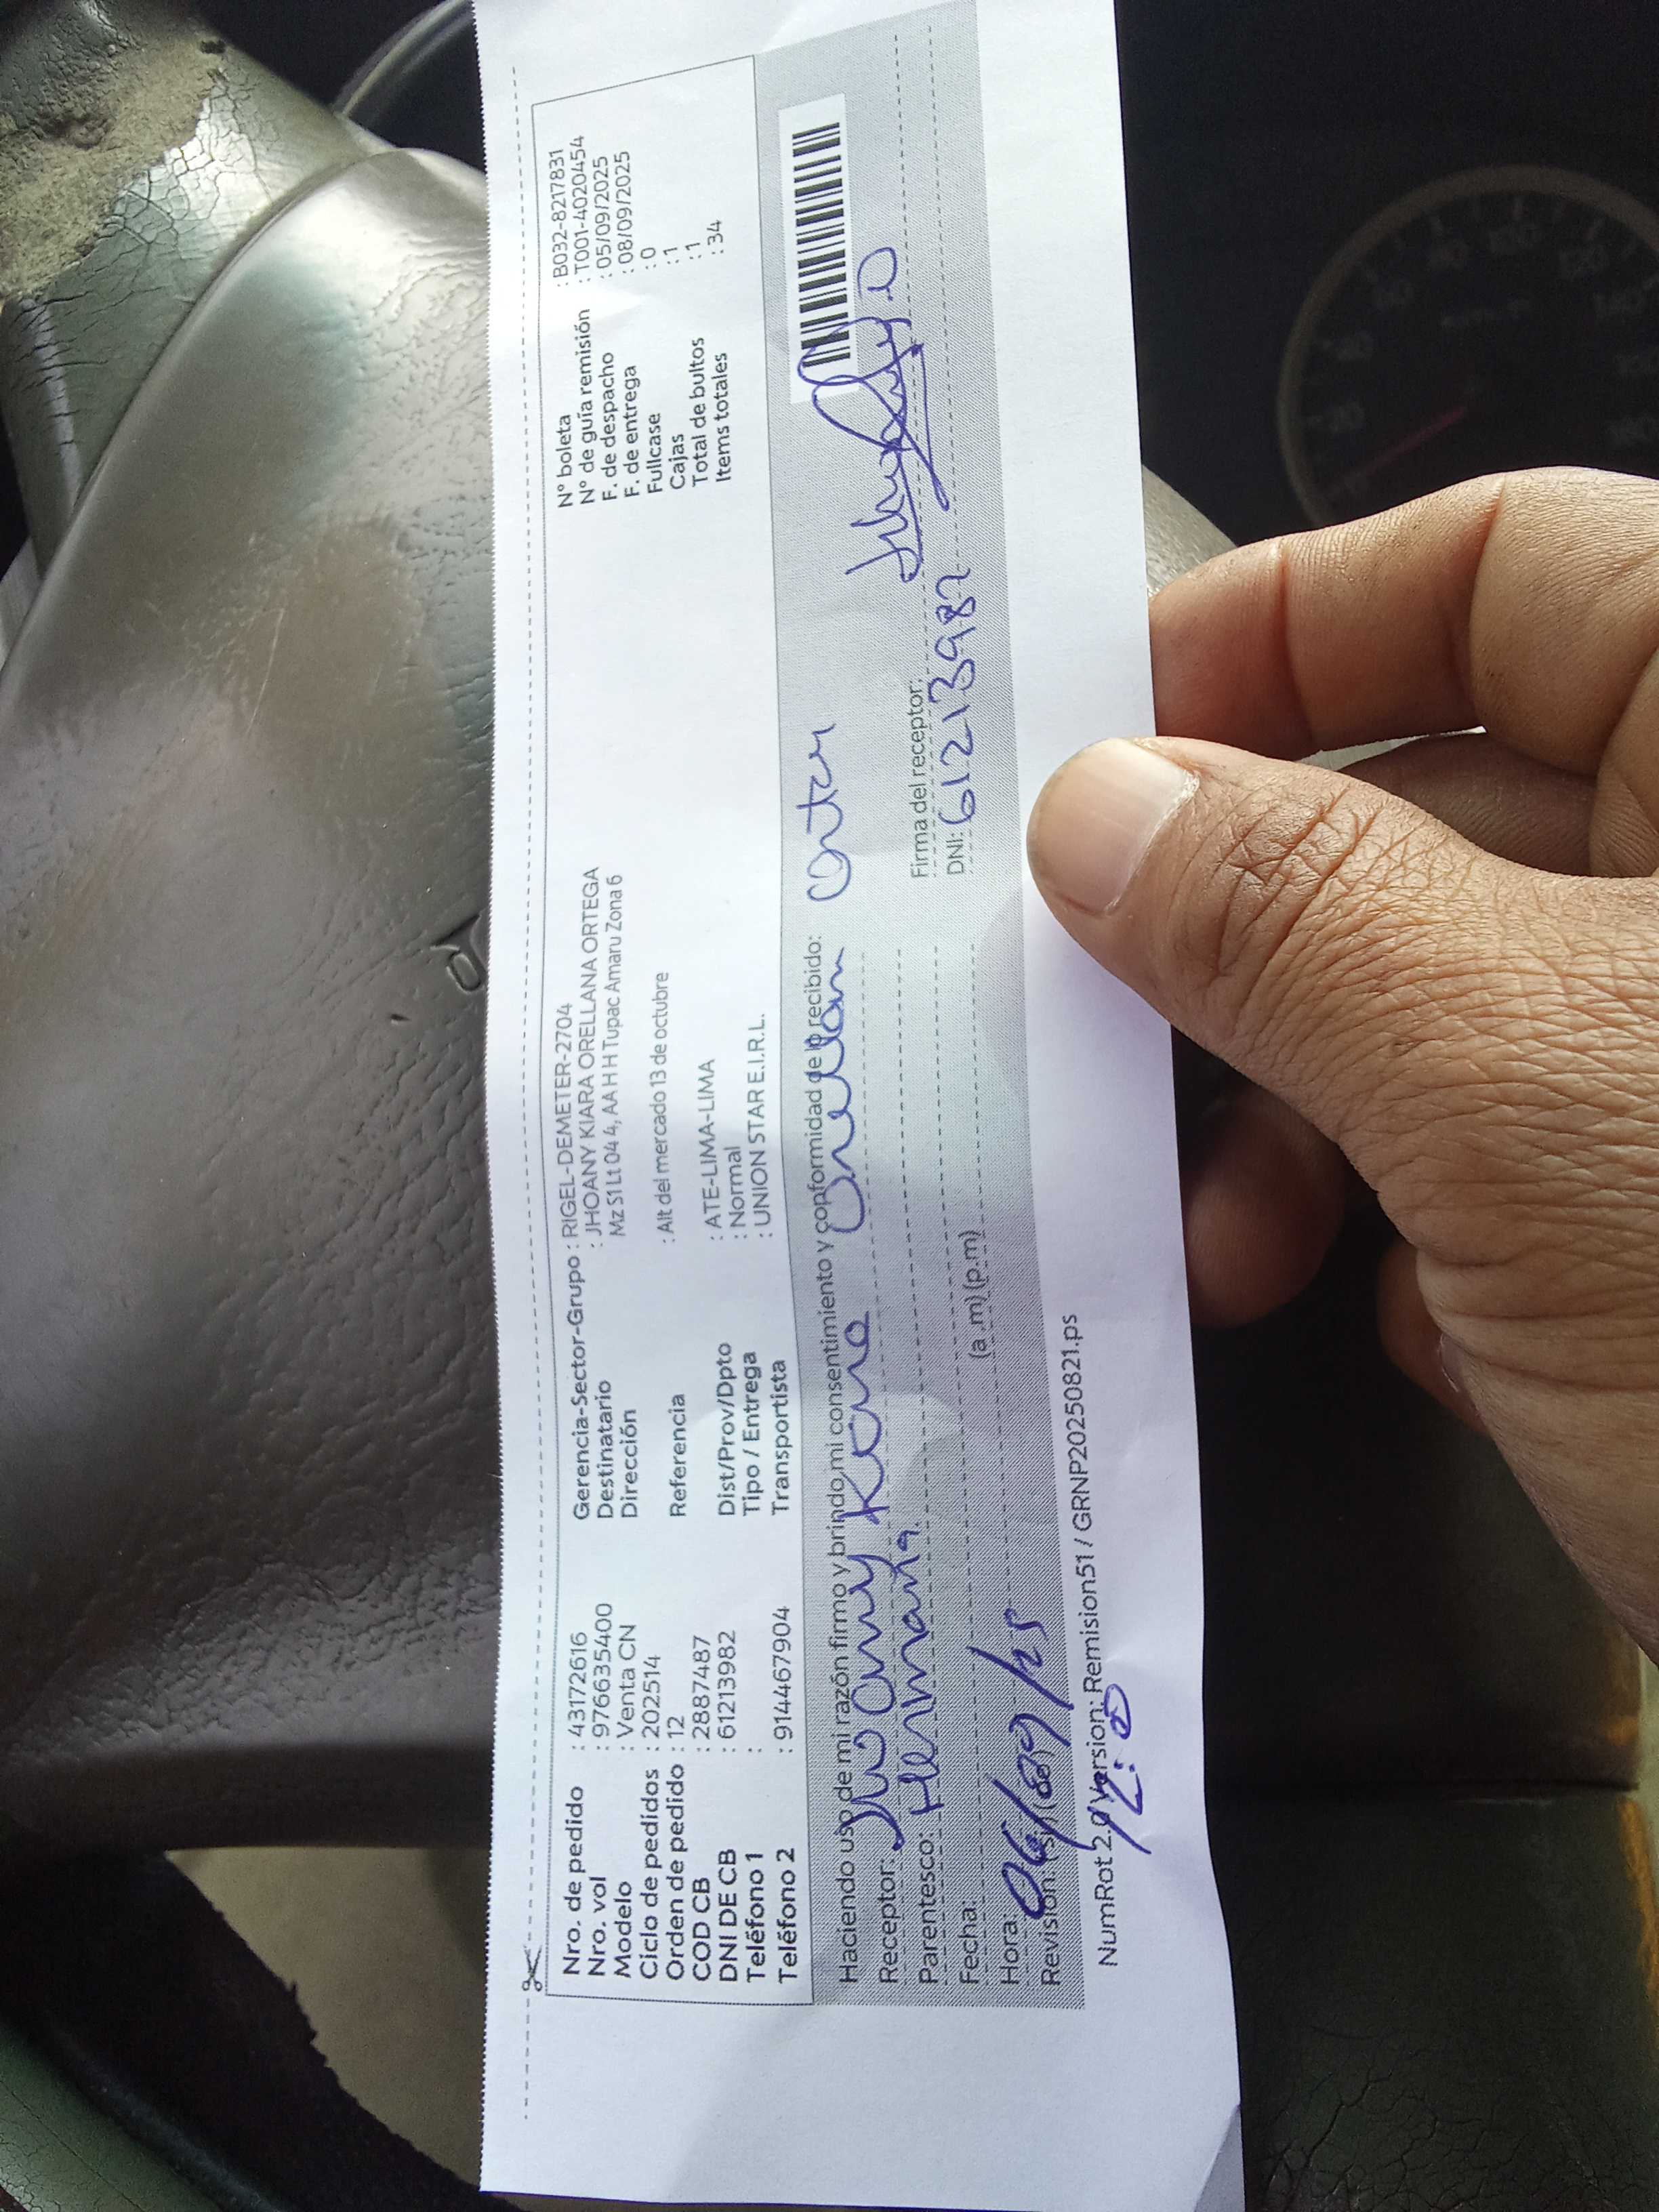 Nro. de pedido : 43172616
Nro. vol : 976635400
Modelo : Venta CN
Ciclo de pedidos : 202514
Orden de pedido : 12
COD CB : 2887487
DNI DE CB : 61213982
Teléfono 1 :
Teléfono 2 : 914467904
Gerencia-Sector-Grupo : RIGEL-DEMETER-2704
Destinatario : JHOANY KIARA ORELLANA ORTEGA
Dirección Mz S1 Lt 04 4, AA H H Tupac Amaru Zona 6
Referencia : Alt del mercado 13 de octubre
Dist/Prov/Dpto : ATE-LIMA-LIMA
Tipo / Entrega : Normal
Transportista : UNION STAR E.I.R.L.
N° boleta : B032-8217831
N° de guía remisión : T001-4020454
F. de despacho : 05/09/2025
F. de entrega : 08/09/2025
Fullcase : 0
Cajas : 1
Total de bultos : 1
Items totales : 34
Haciendo uso de mi razón firmo y brindo mi consentimiento y conformidad de lo recibido:
Receptor:
Parentesco: Hermana
Fecha: 06/09/25
Hora: (a.m) (p.m)
12:0
Firma del receptor:
DNI: 61213982
NumRot 2.0 Version: Remision51 / GRNP20250821.ps